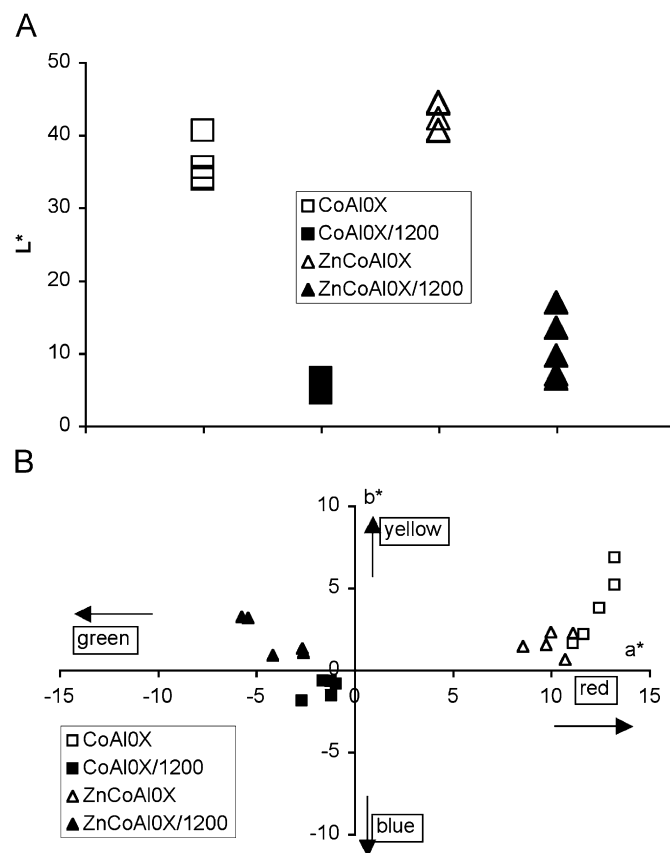 A
50
40
30
20
10
0
L*
CoAl0X
CoAl0X/1200
ZnCoAl0X
ZnCoAl0X/1200
B
b*
10
yellow
5
green
a*
0
-15 -10 -5 0 5 10 15
red
-5
CoAl0X
CoAl0X/1200
ZnCoAl0X
ZnCoAl0X/1200
blue
-10